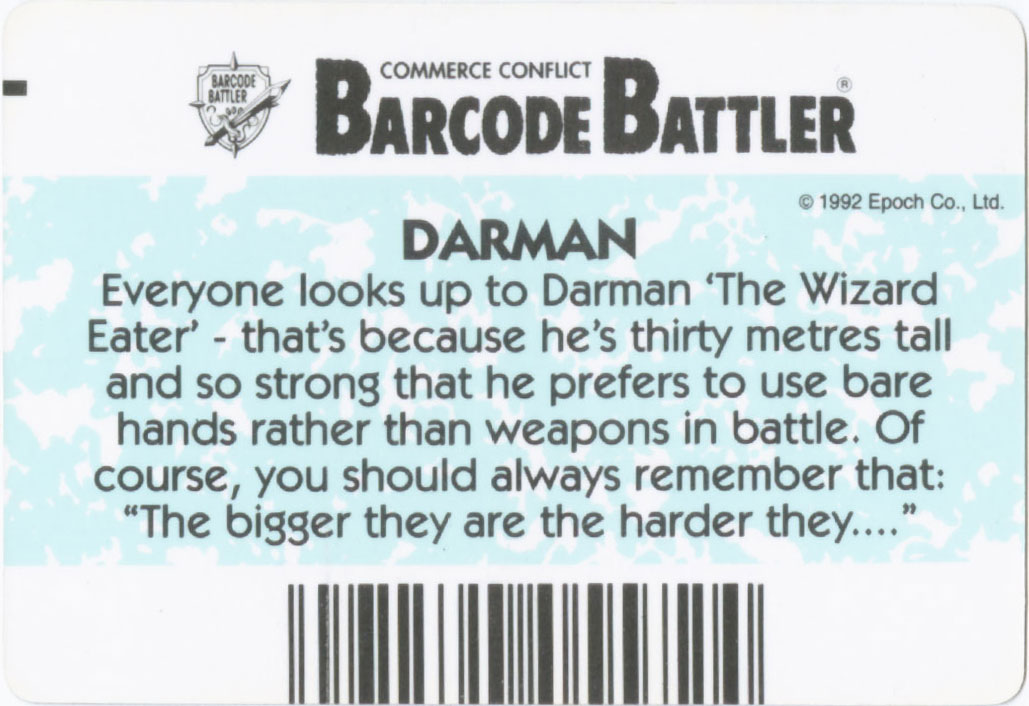 BARCODE
BATTLER
COMMERCE CONFLICT
BARCODE BATTLER®
© 1992 Epoch Co., Ltd.
DARMAN
Everyone looks up to Darman ‘The Wizard
Eater’ - that’s because he’s thirty metres tall
and so strong that he prefers to use bare
hands rather than weapons in battle. Of
course, you should always remember that:
“The bigger they are the harder they....”